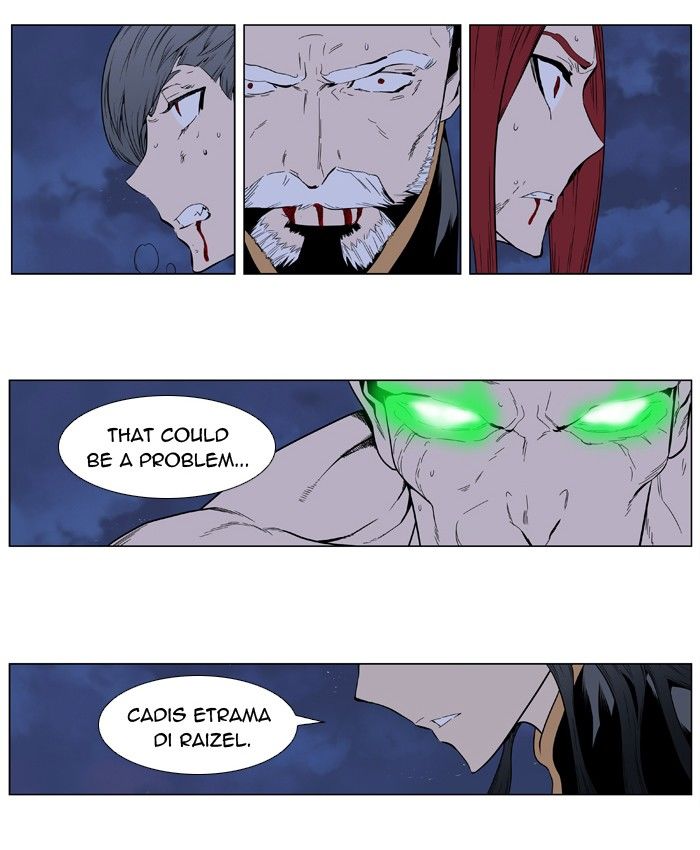 THAT COULD
BE A PROBLEM...
CADIS ETRAMA
DI RAIZEL.